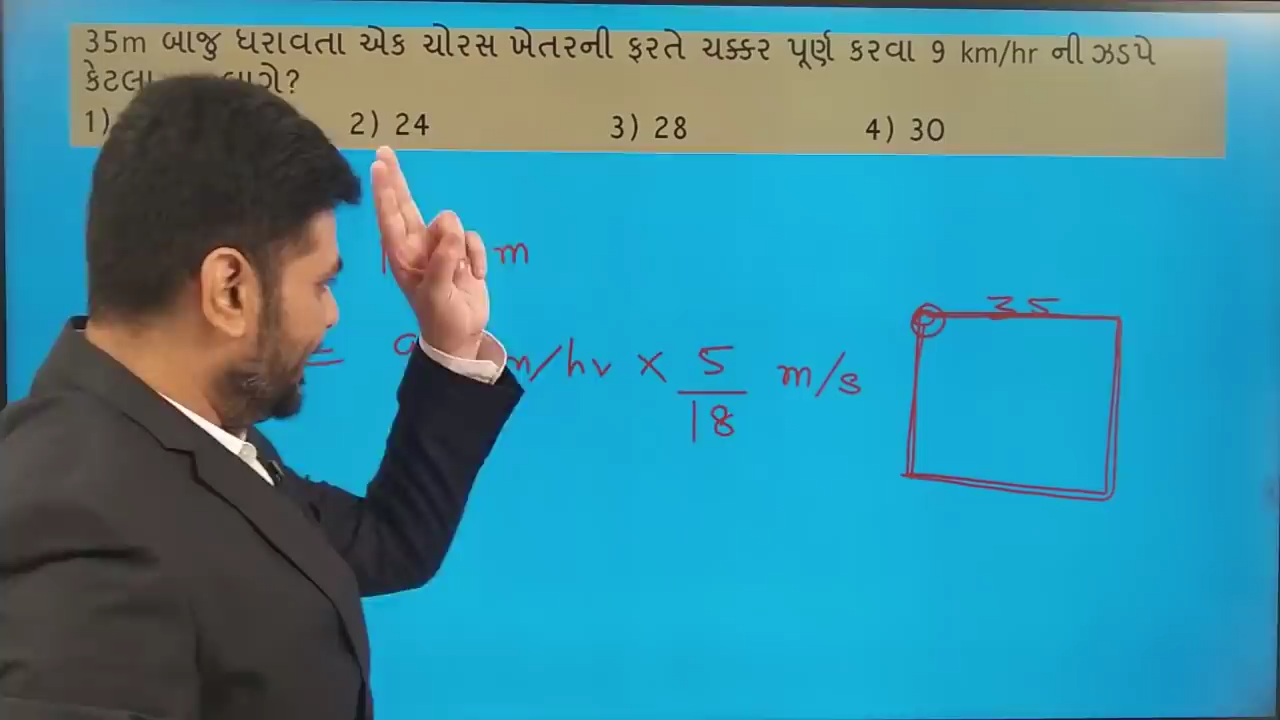 35m બાજુ ધરાવતા એક ચોરસ ખેતરની ફરતે ચક્કર પૂર્ણ કરવા 9 km/hr ની ઝડપે
કેટલા લાગે?
1) 2) 24 3) 28 4) 30
m
35
/hr × 5/18 m/s